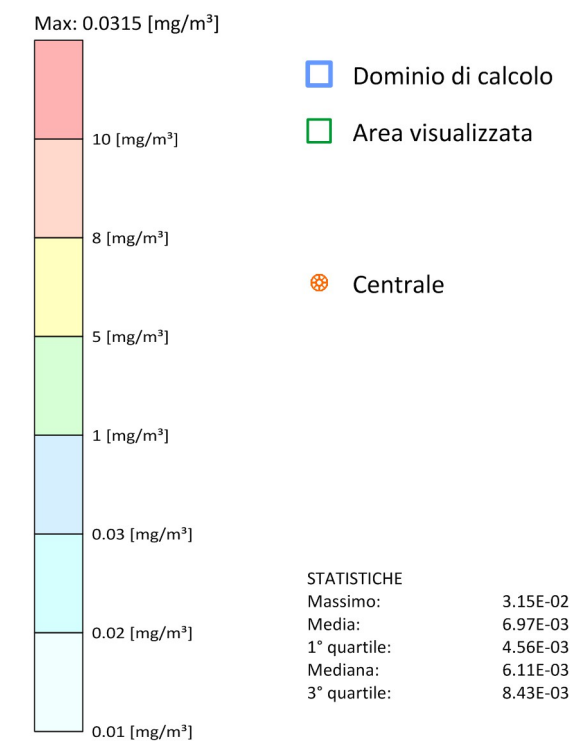 Max: 0.0315 [mg/m³]
10 [mg/m³]
8 [mg/m³]
5 [mg/m³]
1 [mg/m³]
0.03 [mg/m³]
0.02 [mg/m³]
0.01 [mg/m³]
Dominio di calcolo
Area visualizzata
Centrale
STATISTICHE
Massimo: 3.15E-02
Media: 6.97E-03
1° quartile: 4.56E-03
Mediana: 6.11E-03
3° quartile: 8.43E-03